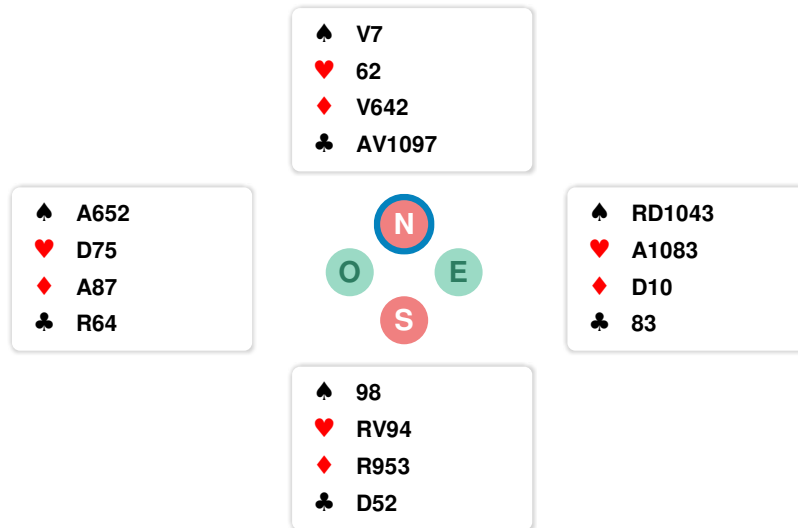 ♠ V7
♥ 62
♦ V642
♣ AV1097
♠ A652
♥ D75
♦ A87
♣ R64
N
O E
S
♠ RD1043
♥ A1083
♦ D10
♣ 83
♠ 98
♥ RV94
♦ R953
♣ D52